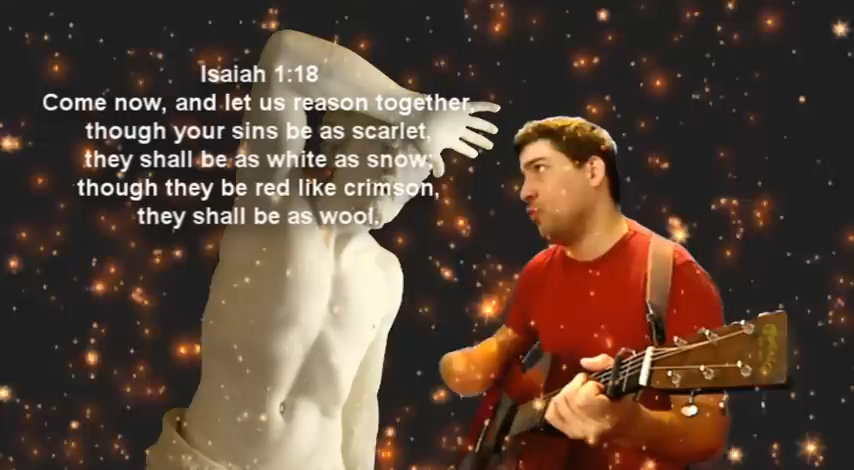 Isaiah 1:18
Come now, and let us reason together,
though your sins be as scarlet,
they shall be as white as snow;
though they be red like crimson,
they shall be as wool.